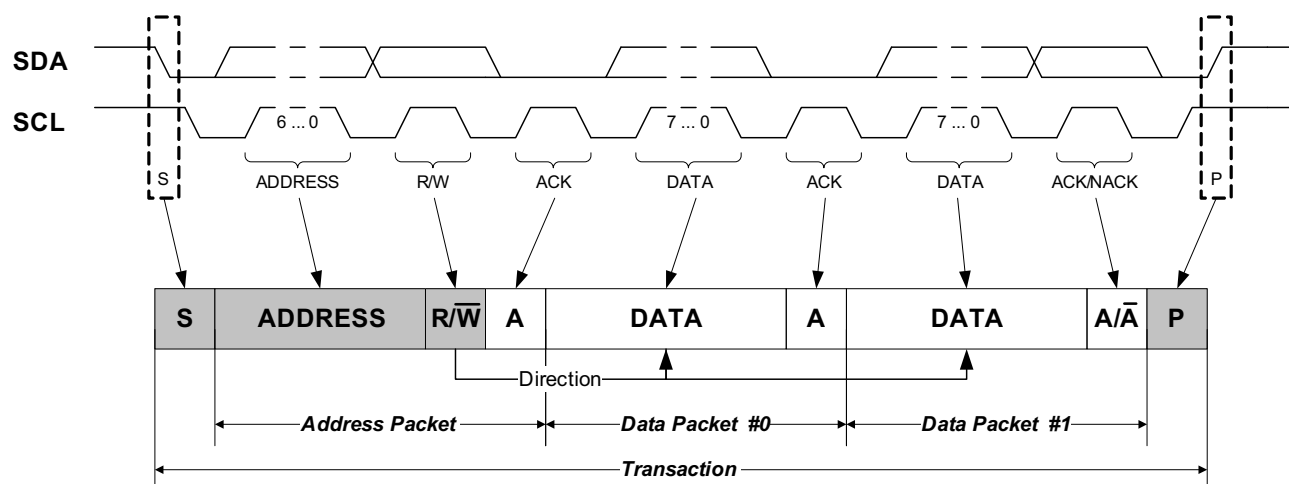 SDA
SCL
6 ... 0 7 ... 0 7 ... 0
S ADDRESS R/W ACK DATA ACK DATA ACK/NACK P
S ADDRESS R/W̅ A DATA A DATA A/A̅ P
Direction
Address Packet Data Packet #0 Data Packet #1
Transaction